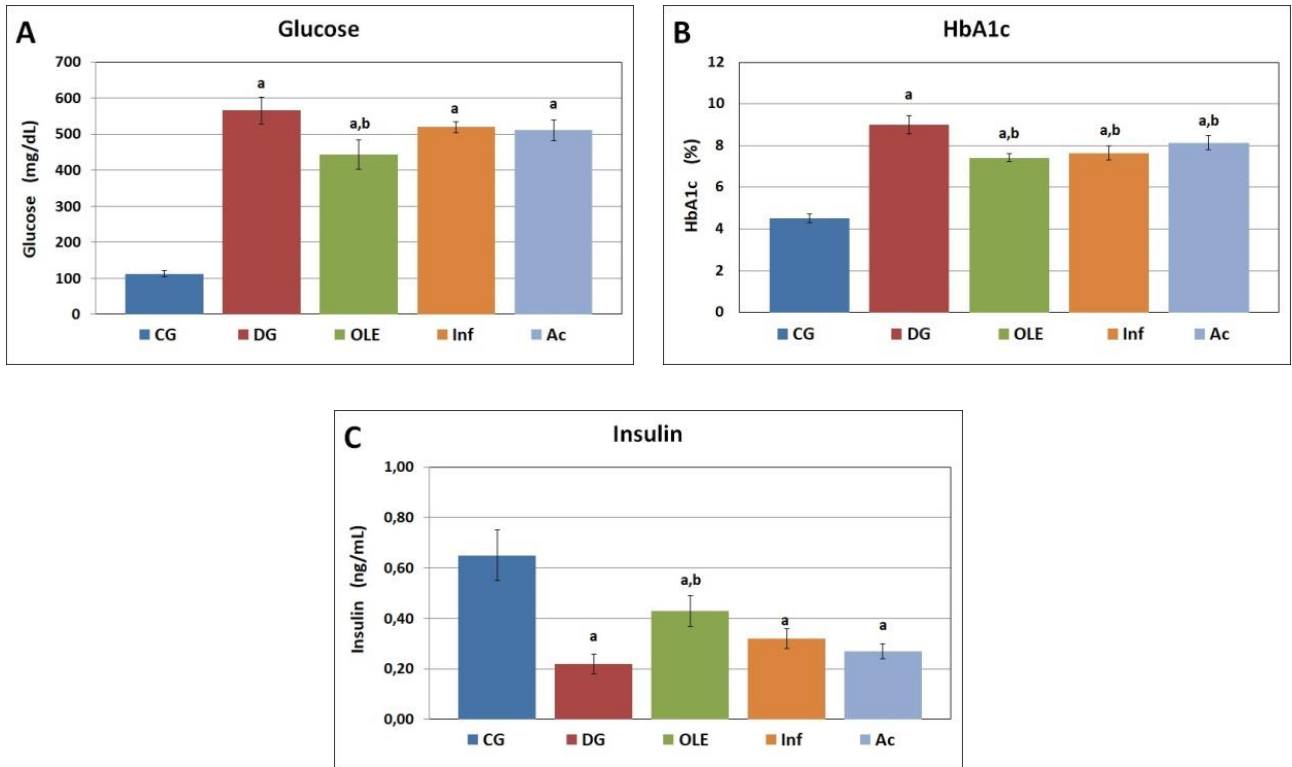 A
Glucose
Glucose (mg/dL)
700
600
500
400
300
200
100
0
a
a,b
a
a
CG DG OLE Inf Ac
B
HbA1c
HbA1c (%)
12
10
8
6
4
2
0
a
a,b
a,b
a,b
CG DG OLE Inf Ac
C
Insulin
Insulin (ng/mL)
1,00
0,80
0,60
0,40
0,20
0,00
a
a,b
a
a
CG DG OLE Inf Ac